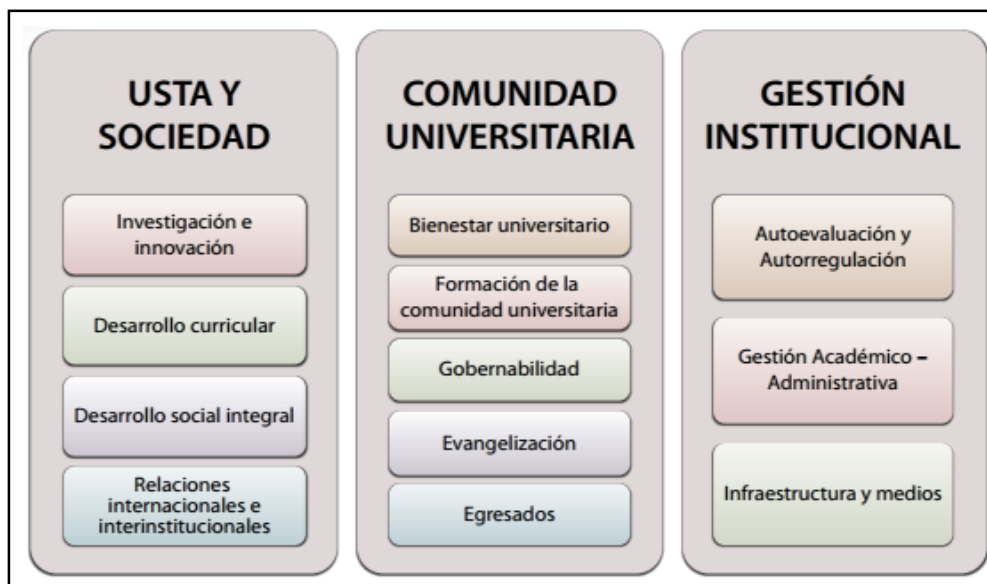 USTA Y
SOCIEDAD
Investigación e
innovación
Desarrollo curricular
Desarrollo social integral
Relaciones
internacionales e
interinstitucionales
COMUNIDAD
UNIVERSITARIA
Bienestar universitario
Formación de la
comunidad universitaria
Gobernabilidad
Evangelización
Egresados
GESTIÓN
INSTITUCIONAL
Autoevaluación y
Autorregulación
Gestión Académico –
Administrativa
Infraestructura y medios